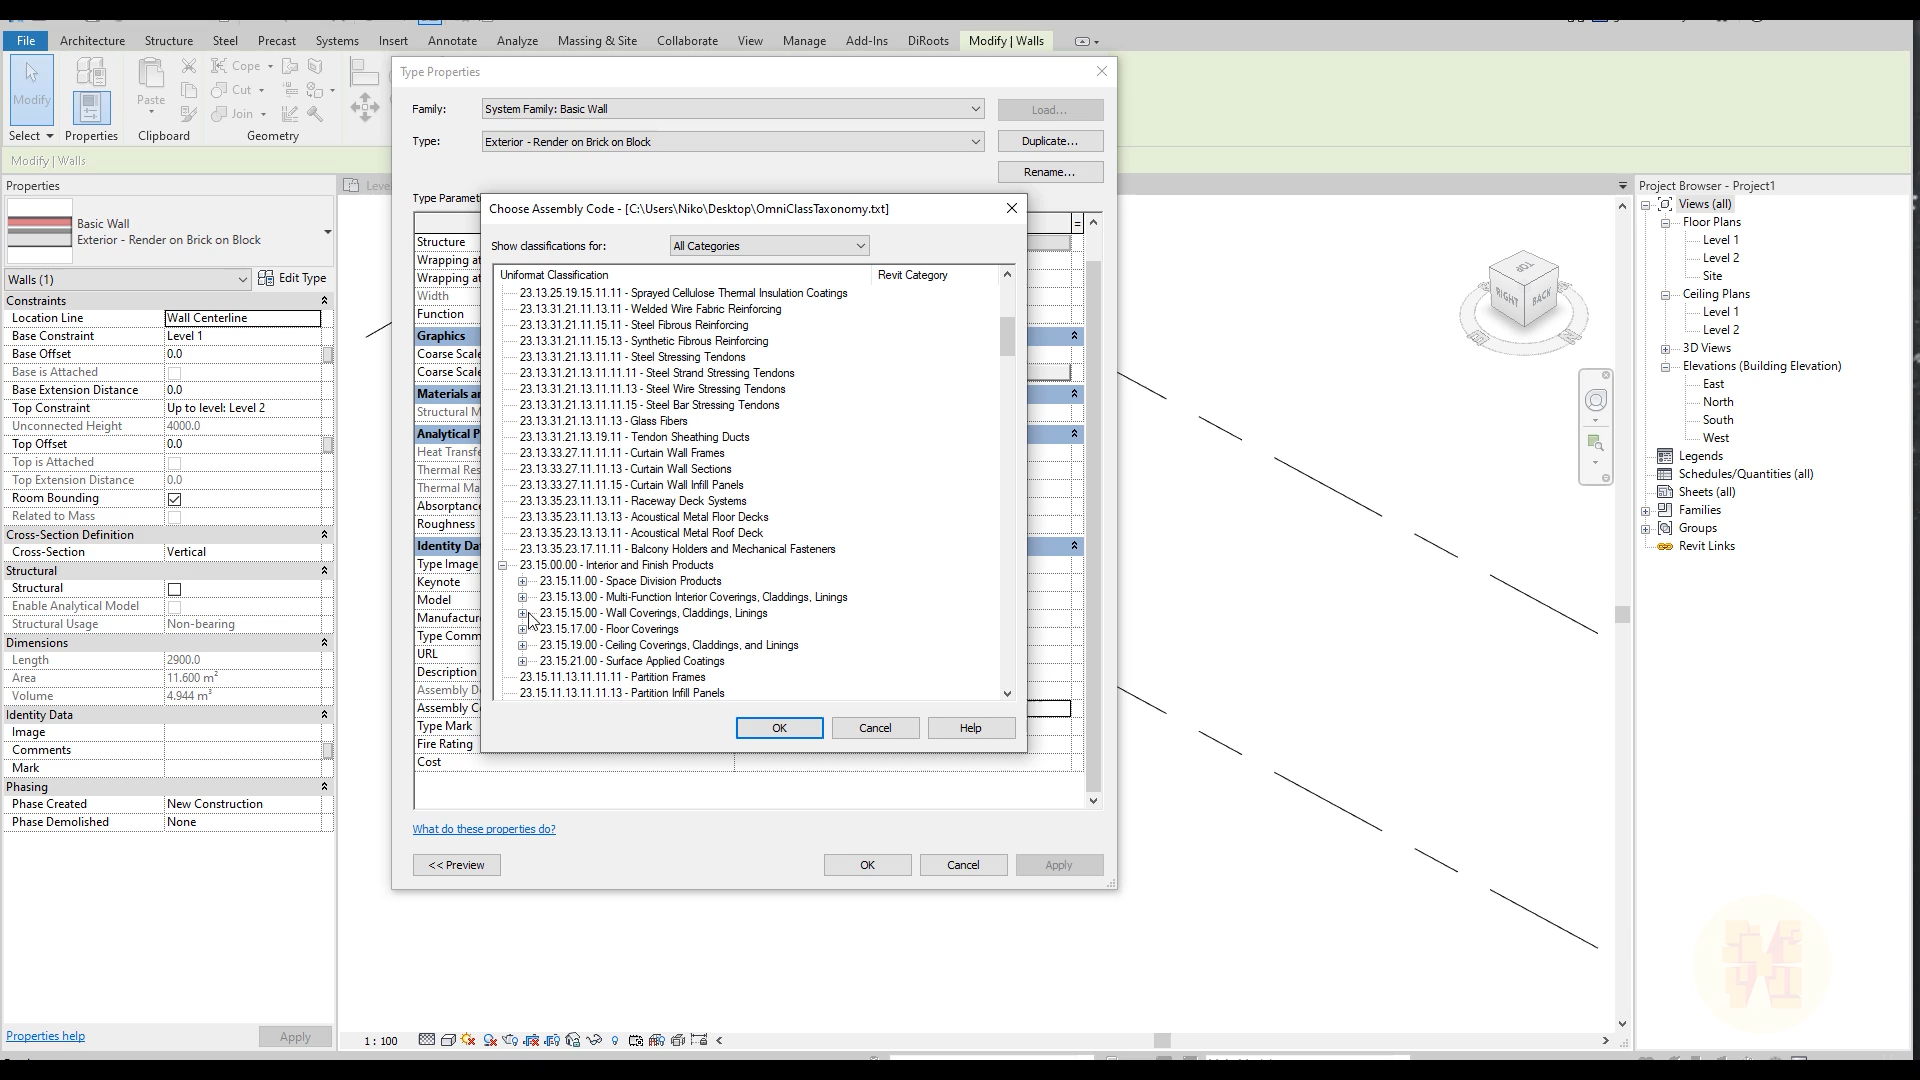 File Architecture Structure Steel Precast Systems Insert Annotate Analyze Massing & Site Collaborate View Manage Add-Ins DiRoots Modify | Walls
Modify
Paste
Cope
Cut
Join
Select Properties Clipboard Geometry
Modify | Walls
Properties
Basic Wall
Exterior - Render on Brick on Block
Walls (1) Edit Type
Constraints
Location Line Wall Centerline
Base Constraint Level 1
Base Offset 0.0
Base is Attached
Base Extension Distance 0.0
Top Constraint Up to level: Level 2
Unconnected Height 4000.0
Top Offset 0.0
Top is Attached
Top Extension Distance 0.0
Room Bounding
Related to Mass
Cross-Section Definition
Cross-Section Vertical
Structural
Structural
Enable Analytical Model
Structural Usage Non-bearing
Dimensions
Length 2900.0
Area 11.600 m²
Volume 4.944 m³
Identity Data
Image
Comments
Mark
Phasing
Phase Created New Construction
Phase Demolished None
Properties help Apply
Type Properties
Family: System Family: Basic Wall Load...
Type: Exterior - Render on Brick on Block Duplicate...
Rename...
Type Paramet
=
Structure
Wrapping at
Wrapping at
Width
Function
Graphics
Coarse Scale
Coarse Scale
Materials an
Structural M
Analytical P
Heat Transfe
Thermal Res
Thermal Ma
Absorptanc
Roughness
Identity Dat
Type Image
Keynote
Model
Manufactur
Type Comm
URL
Description
Assembly D
Assembly C
Type Mark
Fire Rating
Cost
What do these properties do?
<< Preview OK Cancel Apply
Choose Assembly Code - [C:\Users\Niko\Desktop\OmniClassTaxonomy.txt]
Show classifications for: All Categories
Uniformat Classification Revit Category
23.13.25.19.15.11.11 - Sprayed Cellulose Thermal Insulation Coatings
23.13.31.21.11.13.11 - Welded Wire Fabric Reinforcing
23.13.31.21.11.15.11 - Steel Fibrous Reinforcing
23.13.31.21.11.15.13 - Synthetic Fibrous Reinforcing
23.13.31.21.13.11.11 - Steel Stressing Tendons
23.13.31.21.13.11.11.11 - Steel Strand Stressing Tendons
23.13.31.21.13.11.11.13 - Steel Wire Stressing Tendons
23.13.31.21.13.11.11.15 - Steel Bar Stressing Tendons
23.13.31.21.13.11.13 - Glass Fibers
23.13.31.21.13.19.11 - Tendon Sheathing Ducts
23.13.33.27.11.11.11 - Curtain Wall Frames
23.13.33.27.11.11.13 - Curtain Wall Sections
23.13.33.27.11.11.15 - Curtain Wall Infill Panels
23.13.35.23.11.13.11 - Raceway Deck Systems
23.13.35.23.11.13.13 - Acoustical Metal Floor Decks
23.13.35.23.13.13.11 - Acoustical Metal Roof Deck
23.13.35.23.17.11.11 - Balcony Holders and Mechanical Fasteners
23.15.00.00 - Interior and Finish Products
23.15.11.00 - Space Division Products
23.15.13.00 - Multi-Function Interior Coverings, Claddings, Linings
23.15.15.00 - Wall Coverings, Claddings, Linings
23.15.17.00 - Floor Coverings
23.15.19.00 - Ceiling Coverings, Claddings, and Linings
23.15.21.00 - Surface Applied Coatings
23.15.11.13.11.11.11 - Partition Frames
23.15.11.13.11.11.13 - Partition Infill Panels
OK Cancel Help
Leve
TOP
RIGHT BACK
1 : 100
Project Browser - Project1
Views (all)
Floor Plans
Level 1
Level 2
Site
Ceiling Plans
Level 1
Level 2
3D Views
Elevations (Building Elevation)
East
North
South
West
Legends
Schedules/Quantities (all)
Sheets (all)
Families
Groups
Revit Links